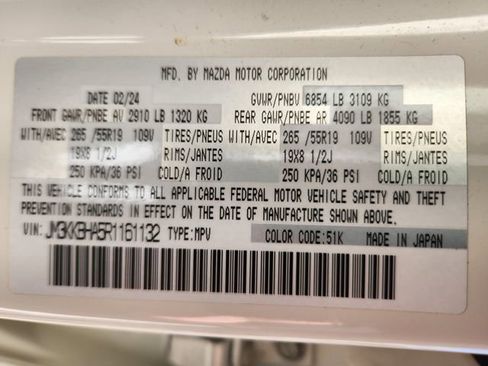 MFD. BY MAZDA MOTOR CORPORATION
DATE 02/24 GVWR/PNBV 6854 LB 3109 KG
FRONT GAWR/PNBE AV 2910 LB 1320 KG REAR GAWR/PNBE AR 4090 LB 1855 KG
WITH/AVEC 265 /55R19 109V TIRES/PNEUS WITH/AVEC 265 /55R19 109V TIRES/PNEUS
19X8 1/2J RIMS/JANTES 19X8 1/2J RIMS/JANTES
250 KPA/36 PSI COLD/A FROID 250 KPA/36 PSI COLD/A FROID
THIS VEHICLE CONFORMS TO ALL APPLICABLE FEDERAL MOTOR VEHICLE SAFETY AND THEFT
PREVENTION STANDARDS IN EFFECT ON THE DATE OF MANUFACTURE SHOWN ABOVE.
VIN: JM3KK3HA5R1161132 TYPE:MPV COLOR CODE:51K MADE IN JAPAN